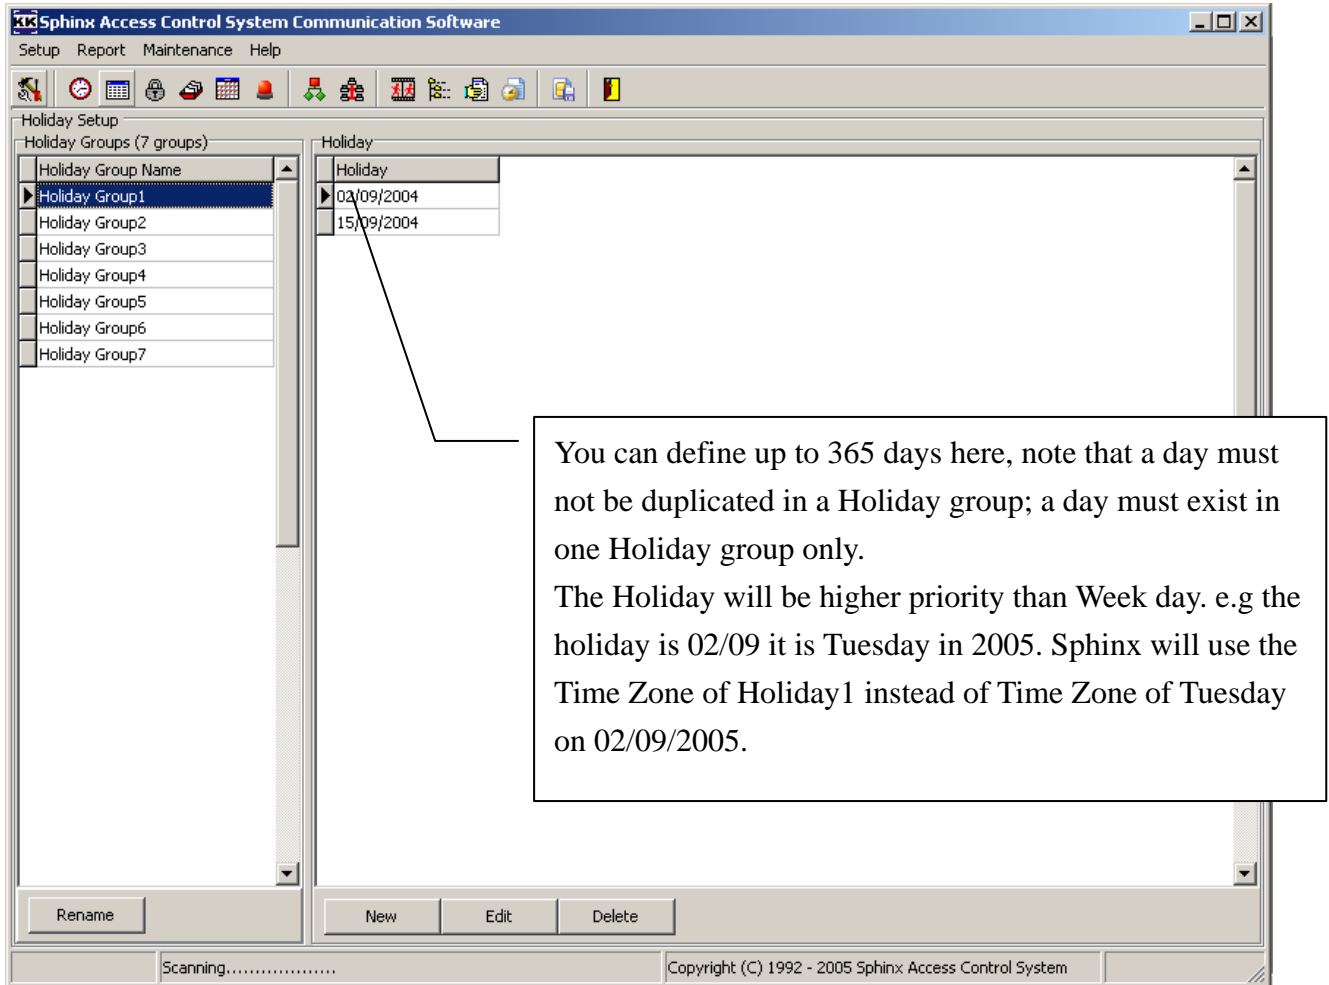 KK Sphinx Access Control System Communication Software
Setup Report Maintenance Help
Holiday Setup
Holiday Groups (7 groups)
Holiday Group Name
Holiday Group1
Holiday Group2
Holiday Group3
Holiday Group4
Holiday Group5
Holiday Group6
Holiday Group7
Rename
Holiday
Holiday
02/09/2004
15/09/2004
You can define up to 365 days here, note that a day must
not be duplicated in a Holiday group; a day must exist in
one Holiday group only.
The Holiday will be higher priority than Week day. e.g the
holiday is 02/09 it is Tuesday in 2005. Sphinx will use the
Time Zone of Holiday1 instead of Time Zone of Tuesday
on 02/09/2005.
New Edit Delete
Scanning...................
Copyright (C) 1992 - 2005 Sphinx Access Control System